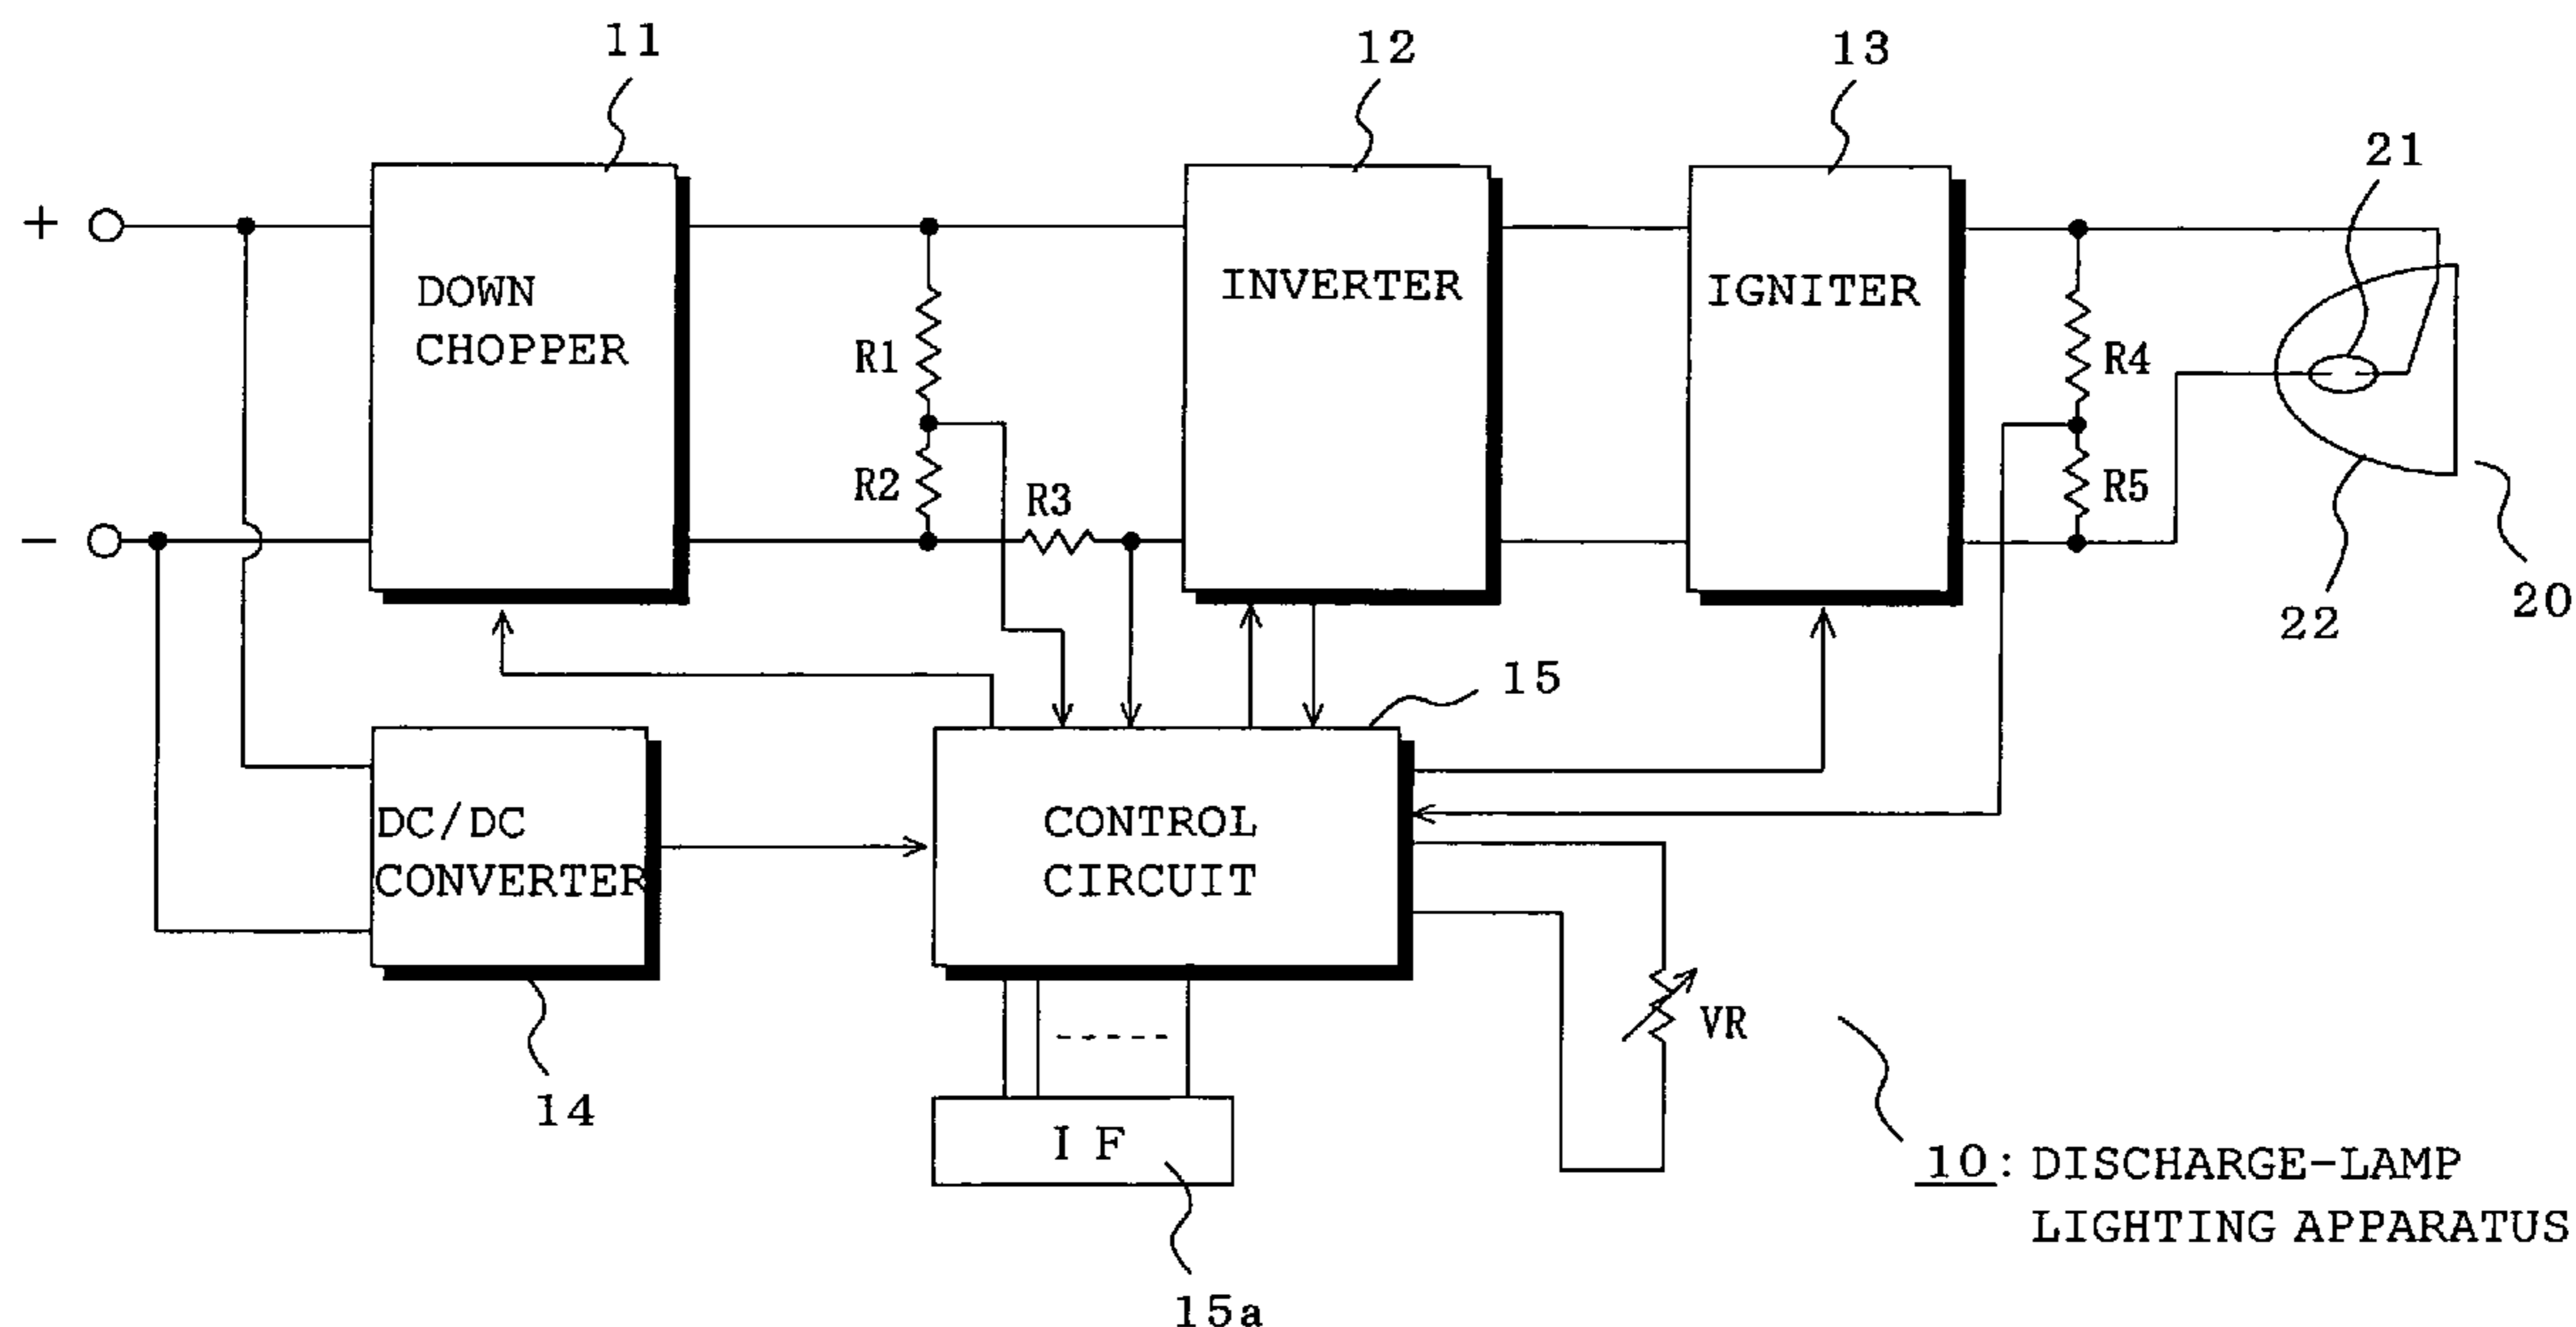 11
12
13
21
+
DOWN
CHOPPER
INVERTER
IGNITER
R1
R4
R2
R3
R5
−
20
22
15
DC/DC
CONVERTER
CONTROL
CIRCUIT
VR
14
IF
10: DISCHARGE-LAMP
LIGHTING APPARATUS
15a